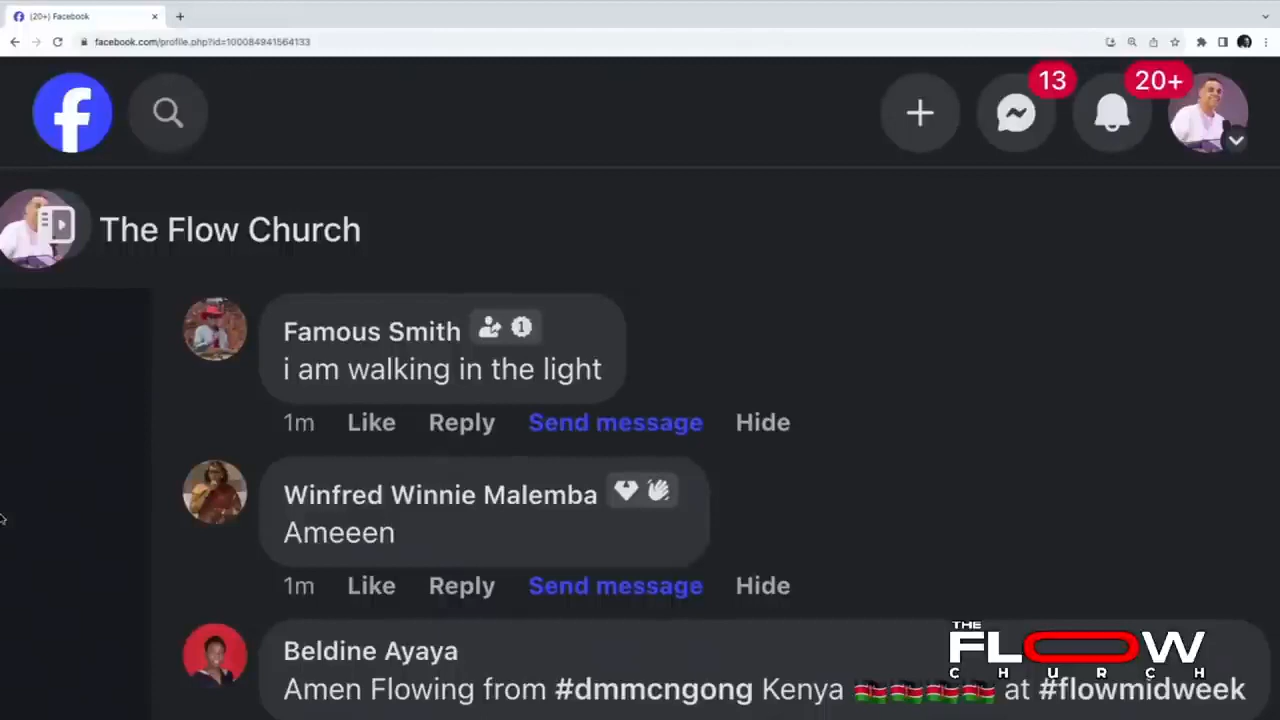 (20+) Facebook
facebook.com/profile.php?id=100084941564133
13
20+
The Flow Church
Famous Smith
1
i am walking in the light
1m Like Reply Send message Hide
Winfred Winnie Malemba
Ameeen
1m Like Reply Send message Hide
Beldine Ayaya
Amen Flowing from #dmmcngong Kenya 🇰🇪🇰🇪🇰🇪🇰🇪 at #flowmidweek
THE
FLOW
CHURCH